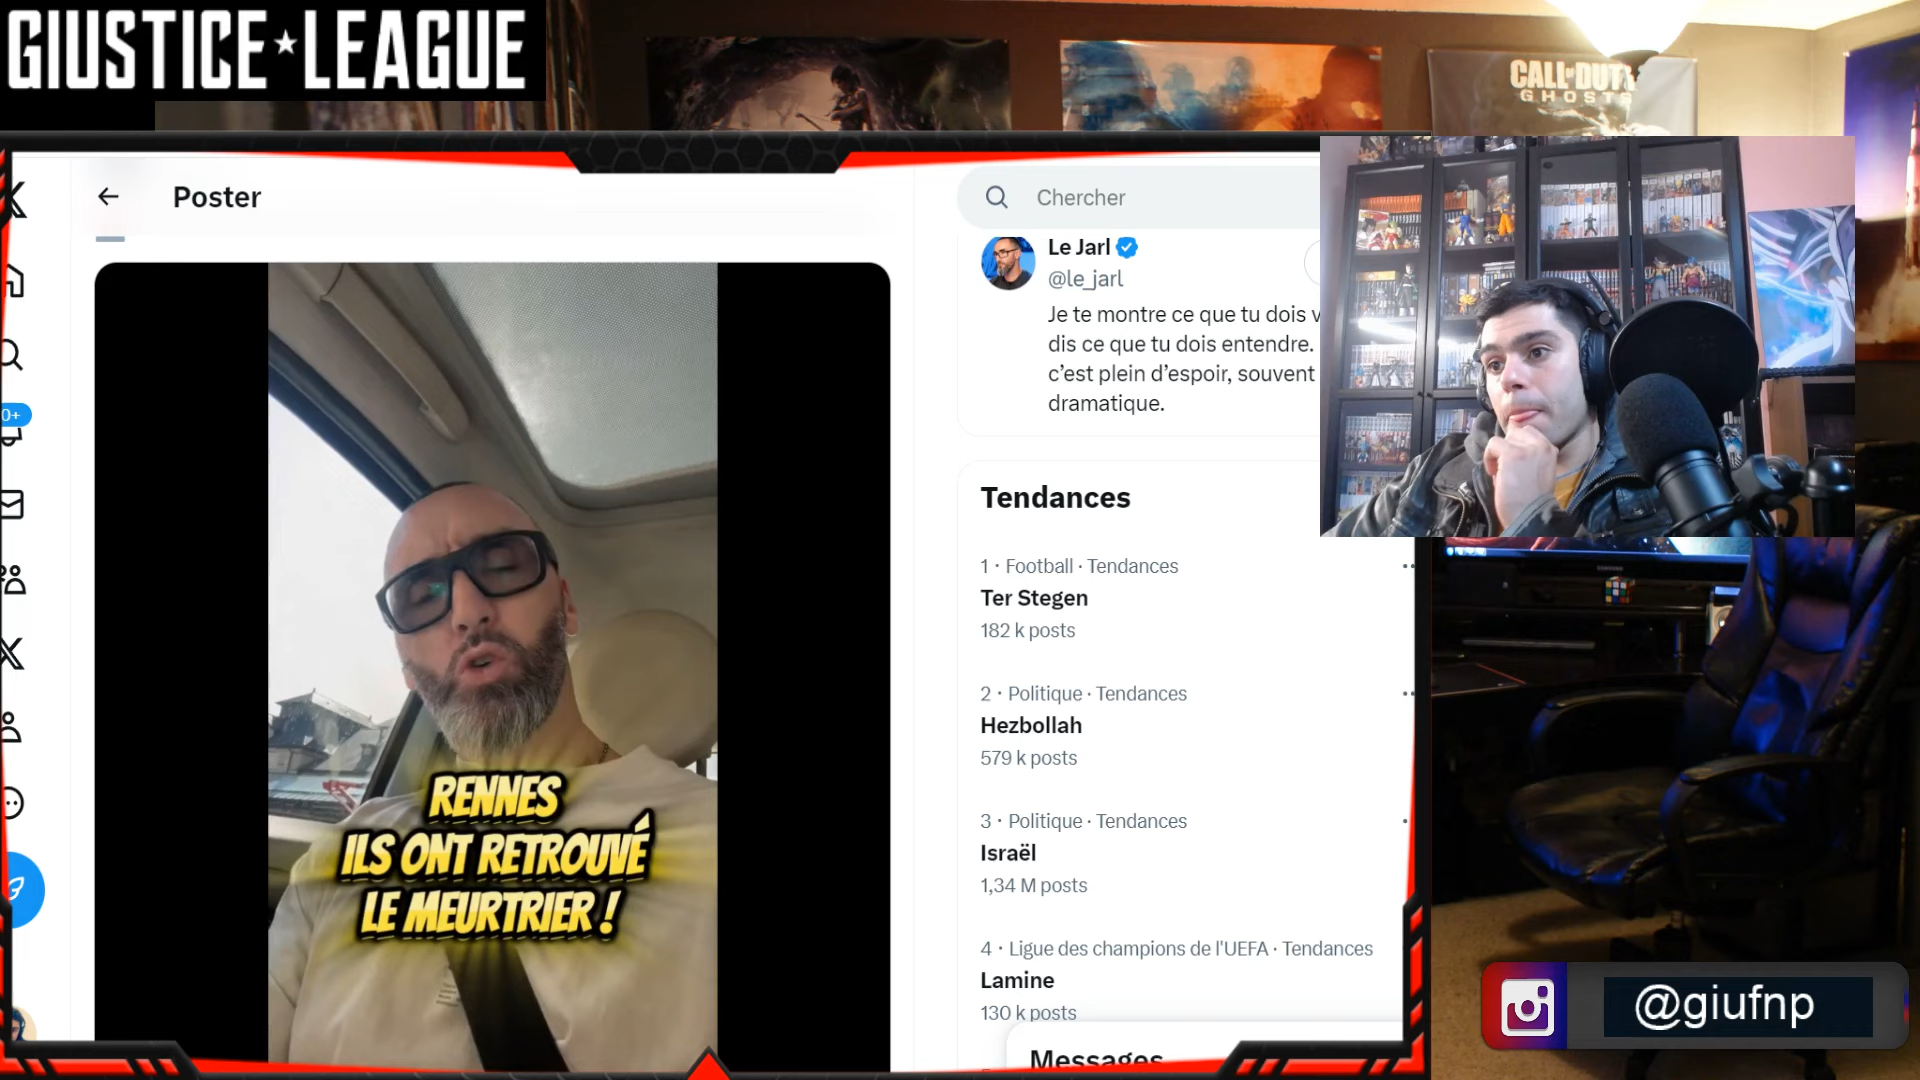 GIUSTICE★LEAGUE
CALL OF DUTY
GHOSTS
Poster
Chercher
Le Jarl
@le_jarl
Je te montre ce que tu dois v
dis ce que tu dois entendre.
c’est plein d’espoir, souvent
dramatique.
0+
Tendances
1 · Football · Tendances
Ter Stegen
182 k posts
2 · Politique · Tendances
Hezbollah
579 k posts
3 · Politique · Tendances
Israël
1,34 M posts
4 · Ligue des champions de l'UEFA · Tendances
Lamine
130 k posts
Messages
RENNES
ILS ONT RETROUVÉ
LE MEURTRIER !
@giufnp